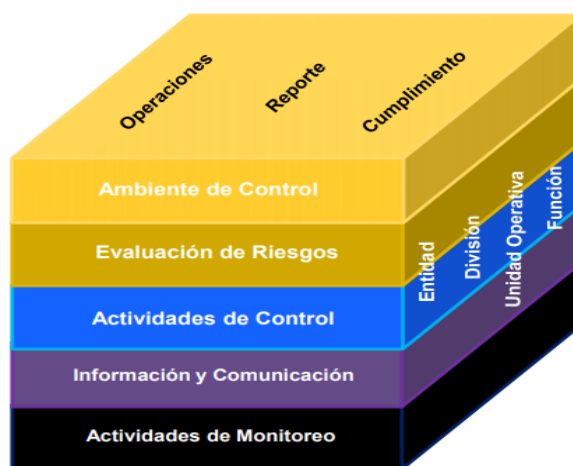 Operaciones
Reporte
Cumplimiento
Ambiente de Control
Evaluación de Riesgos
Actividades de Control
Información y Comunicación
Actividades de Monitoreo
Entidad
División
Unidad Operativa
Función